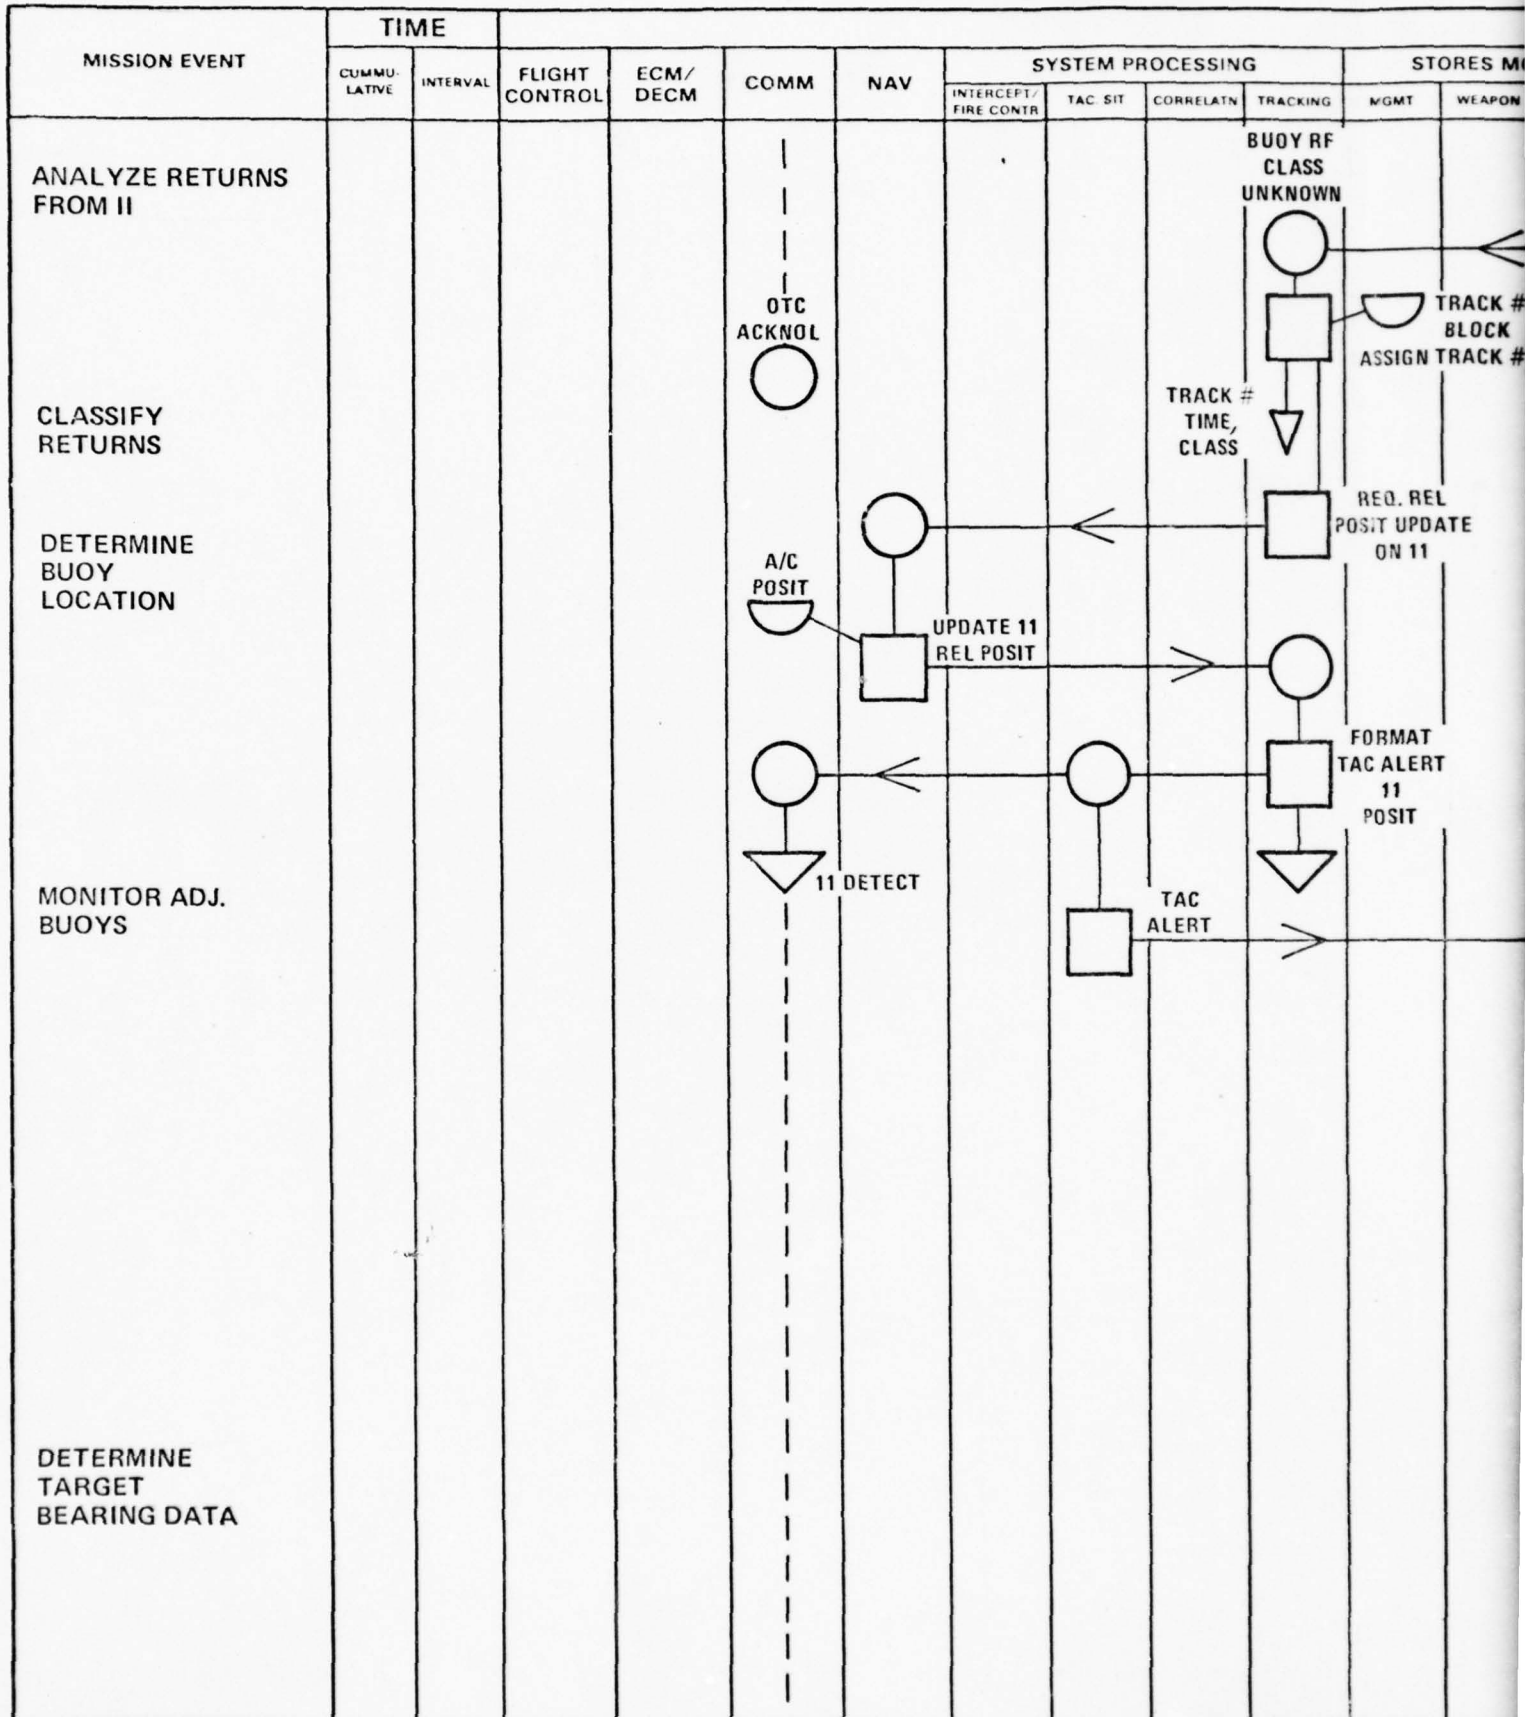 TIME
MISSION EVENT
CUMMU-
LATIVE
INTERVAL
FLIGHT
CONTROL
ECM/
DECM
COMM
NAV
SYSTEM PROCESSING
INTERCEPT/
FIRE CONTR
TAC. SIT
CORRELATN
TRACKING
STORES
MGMT
WEAPON
ANALYZE RETURNS
FROM II
BUOY RF
CLASS
UNKNOWN
OTC
ACKNOL
TRACK #
BLOCK
ASSIGN TRACK #
CLASSIFY
RETURNS
TRACK #
TIME,
CLASS
DETERMINE
BUOY
LOCATION
REQ. REL
POSIT UPDATE
ON 11
A/C
POSIT
UPDATE 11
REL POSIT
FORMAT
TAC ALERT
11
POSIT
11 DETECT
MONITOR ADJ.
BUOYS
TAC
ALERT
DETERMINE
TARGET
BEARING DATA